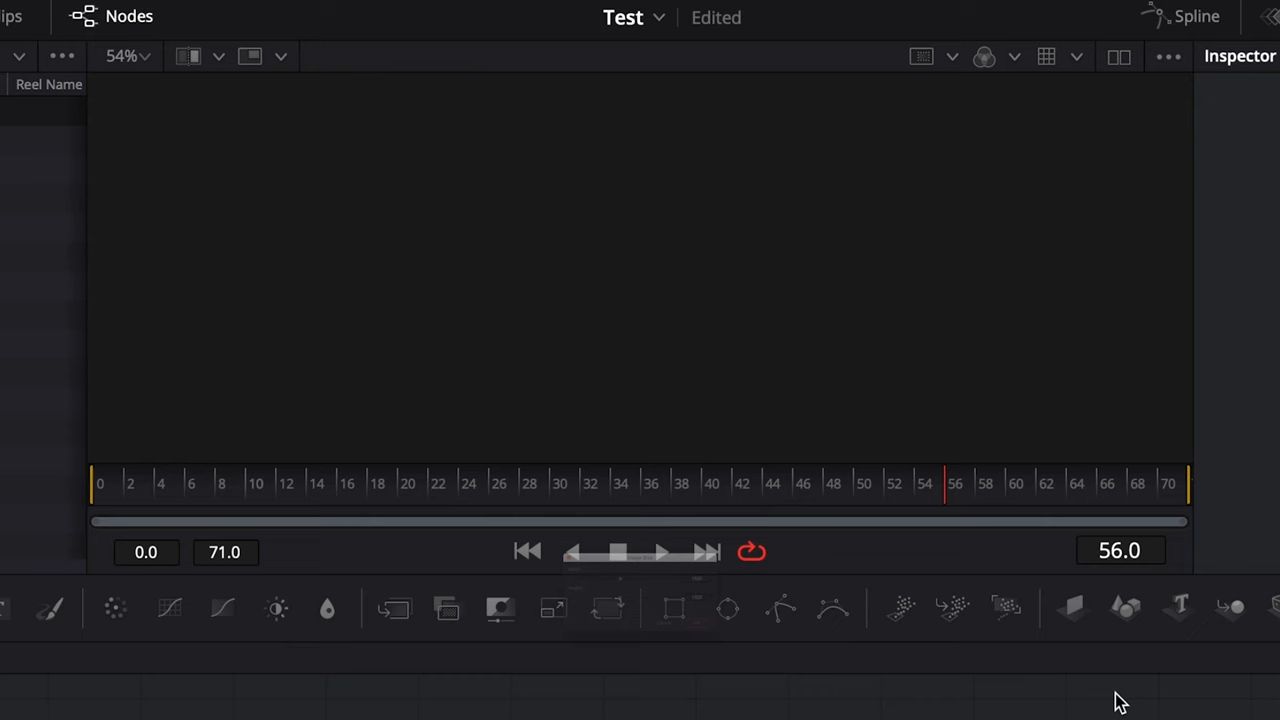 ips
Nodes
Test
Edited
Spline
54%
Inspector
Reel Name
0 2 4 6 8 10 12 14 16 18 20 22 24 26 28 30 32 34 36 38 40 42 44 46 48 50 52 54 56 58 60 62 64 66 68 70
0.0
71.0
56.0